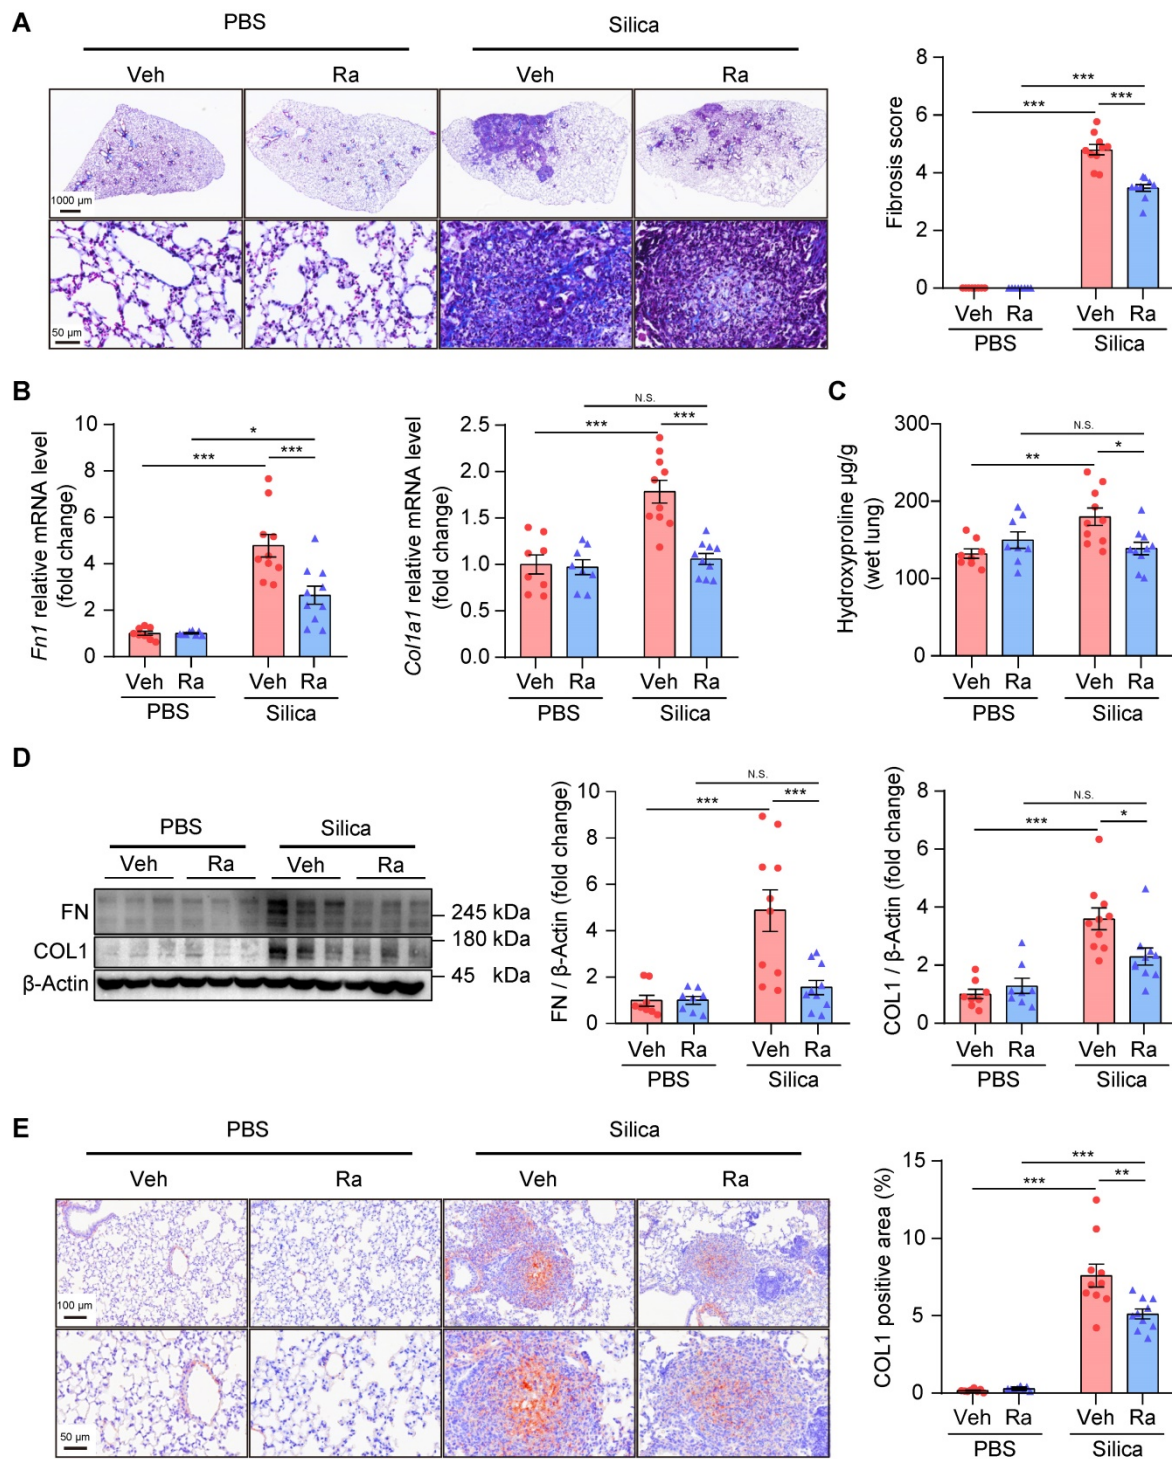 A
PBS
Silica
Veh
Ra
Veh
Ra
1000 µm
50 µm
Fibrosis score
8
6
4
2
0
***
***
***
Veh Ra
Veh Ra
PBS
Silica
B
Fn1 relative mRNA level
(fold change)
10
8
6
4
2
0
*
***
***
Veh Ra
Veh Ra
PBS
Silica
Col1a1 relative mRNA level
(fold change)
2.5
2.0
1.5
1.0
0.5
0.0
N.S.
***
***
Veh Ra
Veh Ra
PBS
Silica
C
Hydroxyproline µg/g
(wet lung)
300
200
100
0
N.S.
**
*
Veh Ra
Veh Ra
PBS
Silica
D
PBS
Silica
Veh
Ra
Veh
Ra
FN
245 kDa
180 kDa
COL1
45 kDa
β-Actin
FN / β-Actin (fold change)
10
8
6
4
2
0
N.S.
***
***
Veh Ra
Veh Ra
PBS
Silica
COL1 / β-Actin (fold change)
8
6
4
2
0
N.S.
***
*
Veh Ra
Veh Ra
PBS
Silica
E
PBS
Silica
Veh
Ra
Veh
Ra
100 µm
50 µm
COL1 positive area (%)
15
10
5
0
***
***
**
Veh Ra
Veh Ra
PBS
Silica